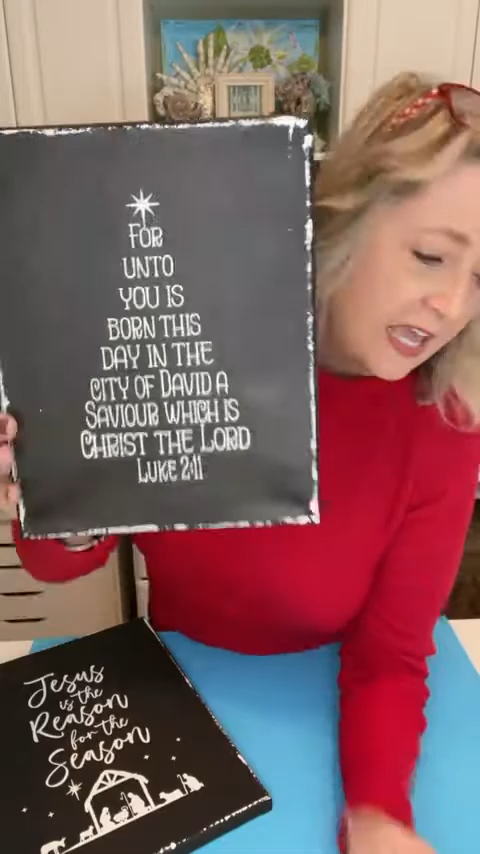 FOR
UNTO
YOU IS
BORN THIS
DAY IN THE
CITY OF DAVID A
SAVIOUR WHICH IS
CHRIST THE LORD
LUKE 2:11
Jesus
is the
Reason
for the
Season